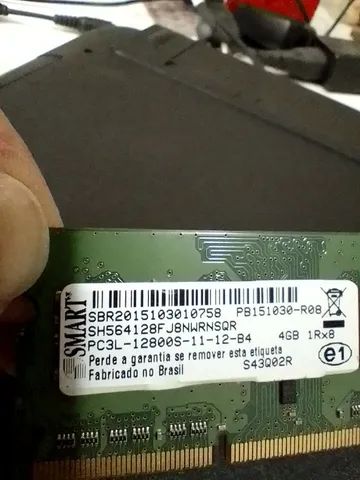 SMART™
SBR2015103010758 PB151030-R08
SH564128FJ8NWRNSQR
PC3L-12800S-11-12-B4 4GB 1Rx8
Perde a garantia se remover esta etiqueta
Fabricado no Brasil S43Q02R
e1